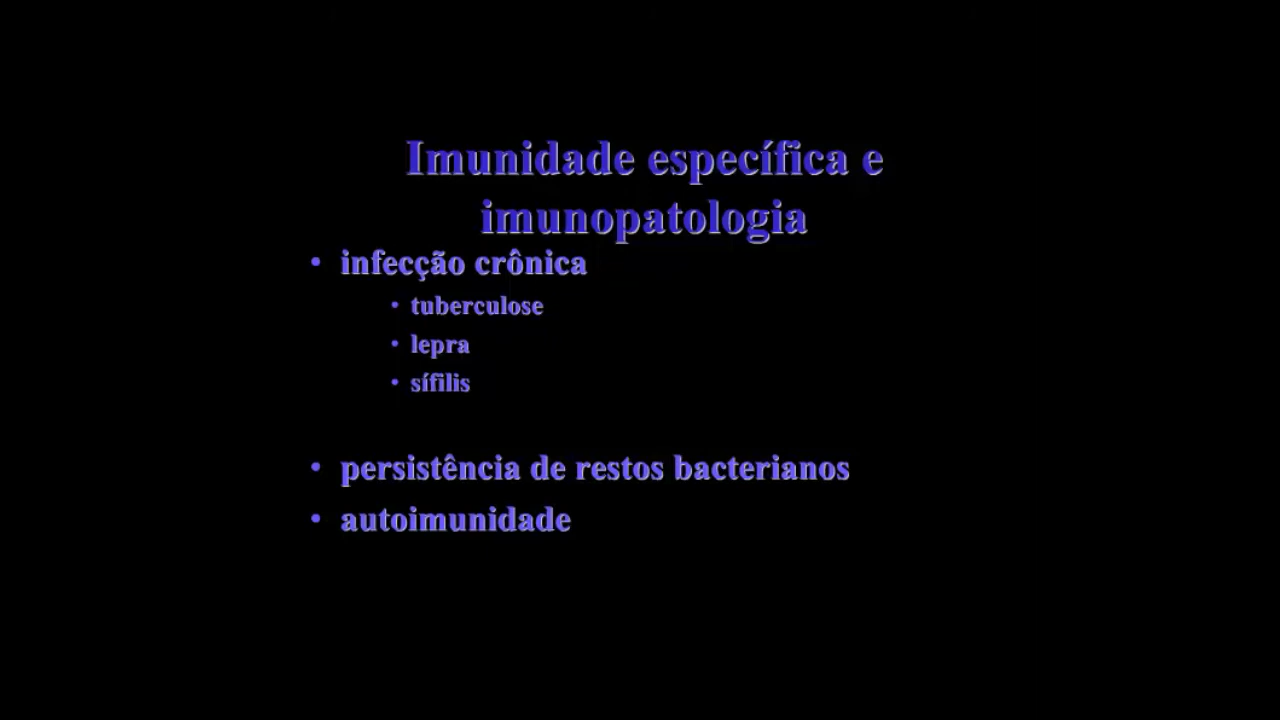 Imunidade específica e
imunopatologia
• infecção crônica
• tuberculose
• lepra
• sífilis
• persistência de restos bacterianos
• autoimunidade